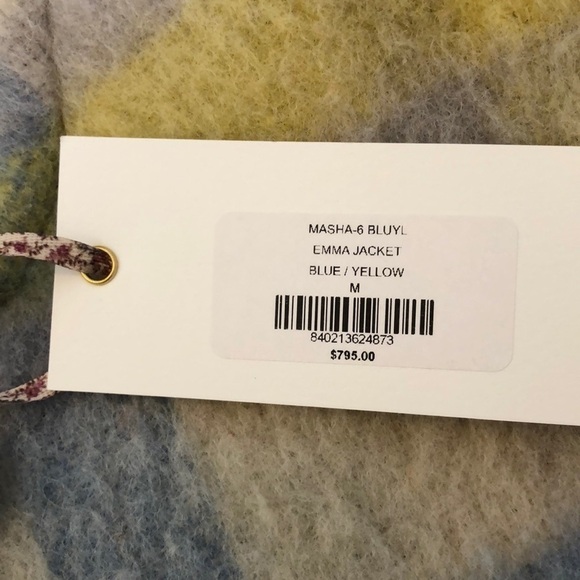 MASHA-6 BLUYL
EMMA JACKET
BLUE / YELLOW
M
840213624873
$795.00